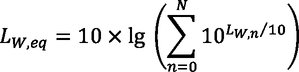 L_{W,eq} = 10 × lg ( ∑_{n=0}^{N} 10^{L_{W,n}/10} )